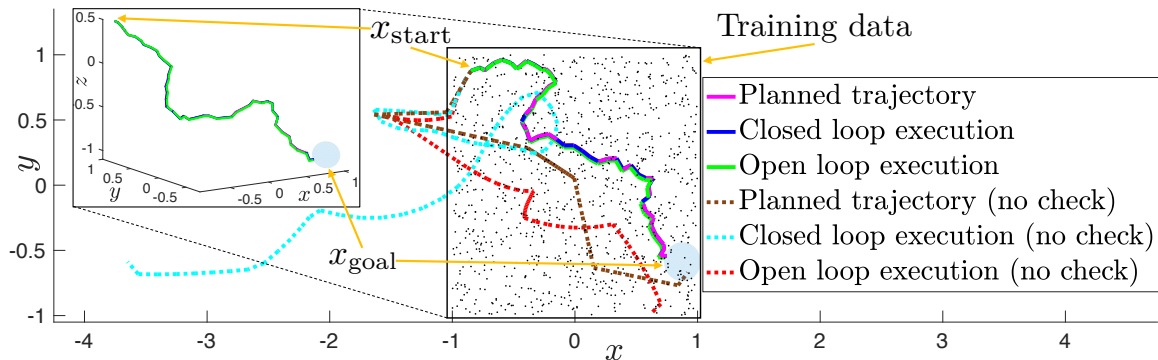 Training data
x_start
0.5
0
-0.5
-1
z
1
0.5
0
-0.5
y
-0.5
0
0.5
1
x
1
0.5
0
-0.5
-1
y
x_goal
Planned trajectory
Closed loop execution
Open loop execution
Planned trajectory (no check)
Closed loop execution (no check)
Open loop execution (no check)
-4
-3
-2
-1
0
1
2
3
4
x